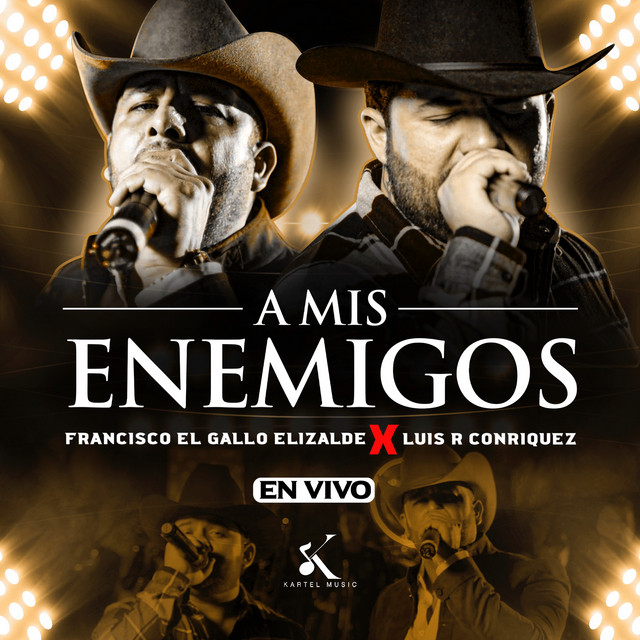 A MIS
ENEMIGOS
FRANCISCO EL GALLO ELIZALDE X LUIS R CONRIQUEZ
EN VIVO
KARTEL MUSIC